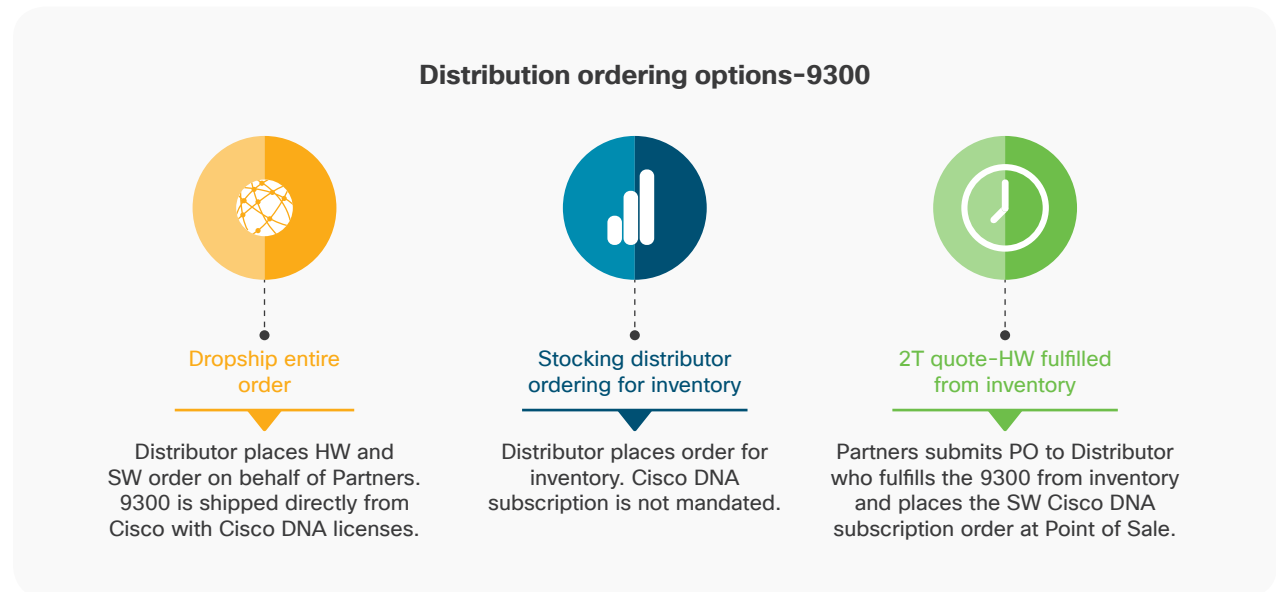 Distribution ordering options-9300
Dropship entire
order
Distributor places HW and
SW order on behalf of Partners.
9300 is shipped directly from
Cisco with Cisco DNA licenses.
Stocking distributor
ordering for inventory
Distributor places order for
inventory. Cisco DNA
subscription is not mandated.
2T quote-HW fulfilled
from inventory
Partners submits PO to Distributor
who fulfills the 9300 from inventory
and places the SW Cisco DNA
subscription order at Point of Sale.